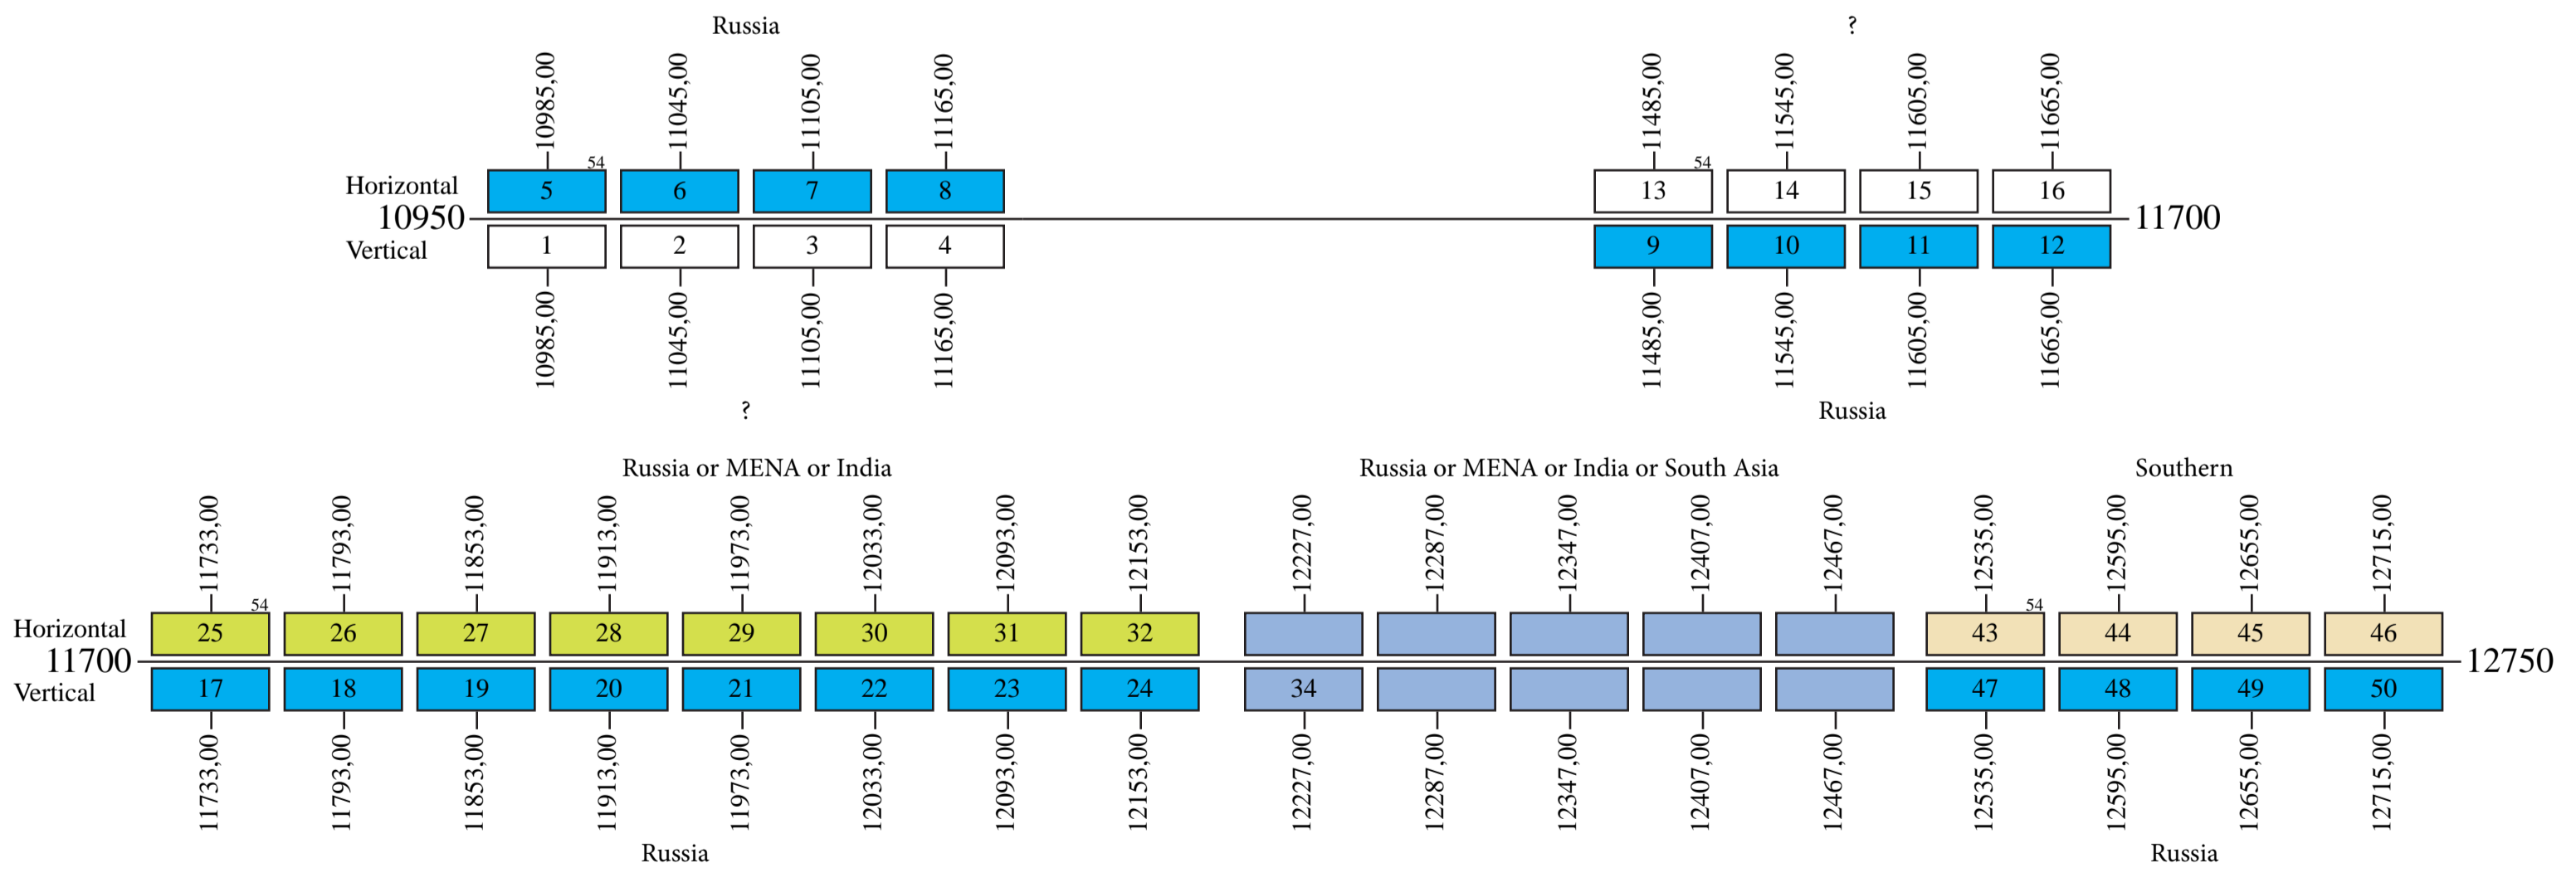 Russia ?
10985,00 11045,00 11105,00 11165,00 11485,00 11545,00 11605,00 11665,00
54 54
Horizontal 5 6 7 8 13 14 15 16
10950 11700
Vertical 1 2 3 4 9 10 11 12
10985,00 11045,00 11105,00 11165,00 11485,00 11545,00 11605,00 11665,00
? Russia
Russia or MENA or India Russia or MENA or India or South Asia Southern
11733,00 11793,00 11853,00 11913,00 11973,00 12033,00 12093,00 12153,00 12227,00 12287,00 12347,00 12407,00 12467,00 12535,00 12595,00 12655,00 12715,00
54 54
Horizontal 25 26 27 28 29 30 31 32 43 44 45 46
11700 12750
Vertical 17 18 19 20 21 22 23 24 34 47 48 49 50
11733,00 11793,00 11853,00 11913,00 11973,00 12033,00 12093,00 12153,00 12227,00 12287,00 12347,00 12407,00 12467,00 12535,00 12595,00 12655,00 12715,00
Russia Russia